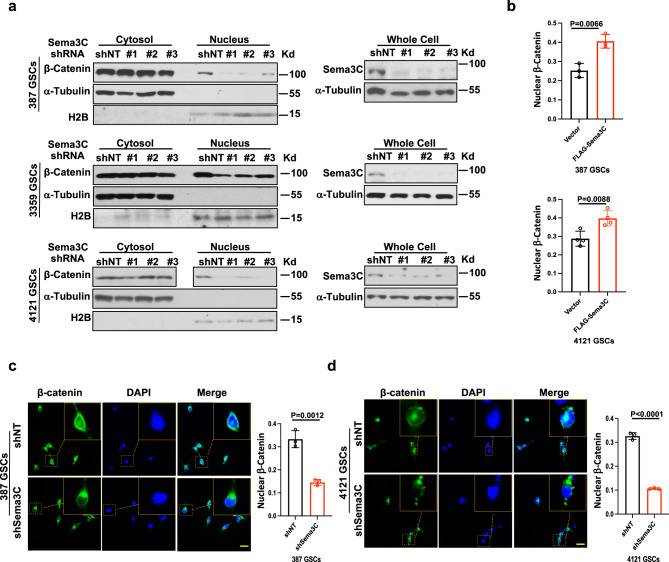 a
Sema3C
shRNA
Cytosol
Nucleus
shNT #1 #2 #3
shNT #1 #2 #3
Kd
387 GSCs
β-Catenin
100
α-Tubulin
55
H2B
15
Whole Cell
shNT #1 #2 #3
Kd
Sema3C
100
α-Tubulin
55
Sema3C
shRNA
Cytosol
Nucleus
shNT #1 #2 #3
shNT #1 #2 #3
Kd
3359 GSCs
β-Catenin
100
α-Tubulin
55
H2B
15
Whole Cell
shNT #1 #2 #3
Kd
Sema3C
100
α-Tubulin
55
Sema3C
shRNA
Cytosol
Nucleus
shNT #1 #2 #3
shNT #1 #2 #3
Kd
4121 GSCs
β-Catenin
100
α-Tubulin
55
H2B
15
Whole Cell
shNT #1 #2 #3
Kd
Sema3C
100
α-Tubulin
55
b
P=0.0066
Nuclear β-Catenin
0.5
0.4
0.3
0.2
0.1
0.0
Vector
FLAG-Sema3C
387 GSCs
P=0.0088
Nuclear β-Catenin
0.5
0.4
0.3
0.2
0.1
0.0
Vector
FLAG-Sema3C
4121 GSCs
c
β-catenin
DAPI
Merge
387 GSCs
shNT
shSema3C
P=0.0012
Nuclear β-Catenin
0.4
0.3
0.2
0.1
0.0
shNT
shSema3C
387 GSCs
d
β-catenin
DAPI
Merge
4121 GSCs
shNT
shSema3C
P<0.0001
Nuclear β-Catenin
0.4
0.3
0.2
0.1
0.0
shNT
shSema3C
4121 GSCs